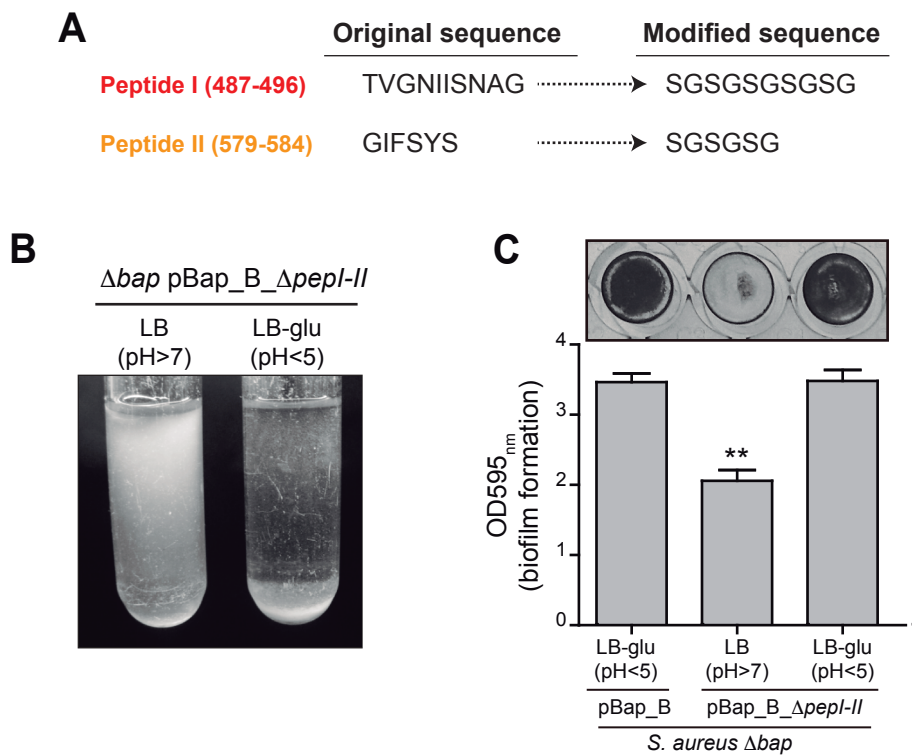 A
Original sequence Modified sequence
Peptide I (487-496) TVGNIISNAG SGSGSGSGSG
Peptide II (579-584) GIFSYS SGSGSG
B
Δbap pBap_B_ΔpepI-II
LB LB-glu
(pH>7) (pH<5)
C
4
3
2
1
0
**
OD595nm
(biofilm formation)
LB-glu LB LB-glu
(pH<5) (pH>7) (pH<5)
pBap_B pBap_B_ΔpepI-II
S. aureus Δbap